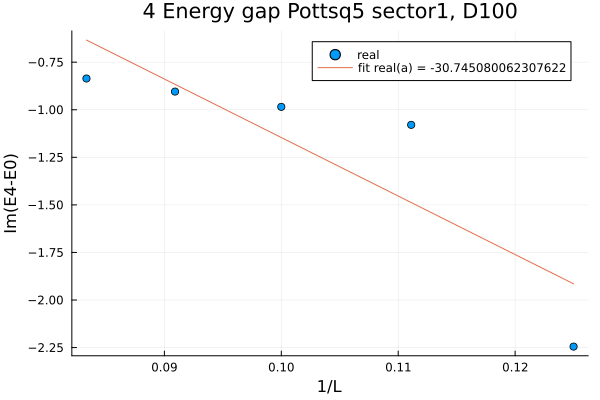 4 Energy gap Pottsq5 sector1, D100
real
fit real(a) = -30.745080062307622
Im(E4-E0)
−0.75
−1.00
−1.25
−1.50
−1.75
−2.00
−2.25
0.09
0.10
0.11
0.12
1/L